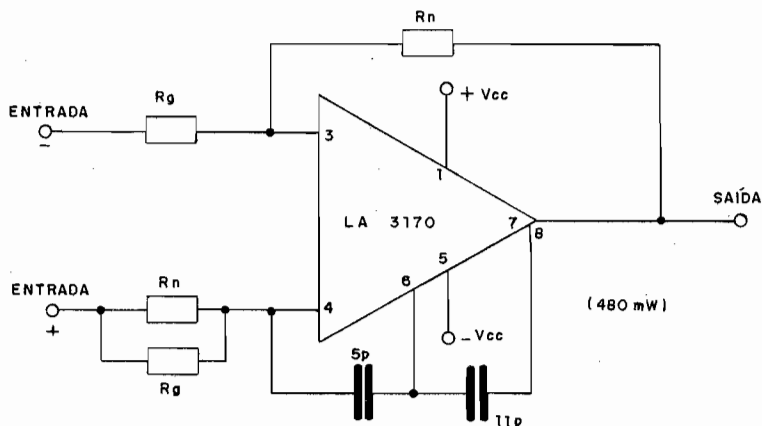 Rn
+ Vcc
Rg
ENTRADA
-
3
1
LA 3170
7
8
SAÍDA
5
6
(480 mW)
Rn
ENTRADA
+
4
- Vcc
Rg
5p
11p